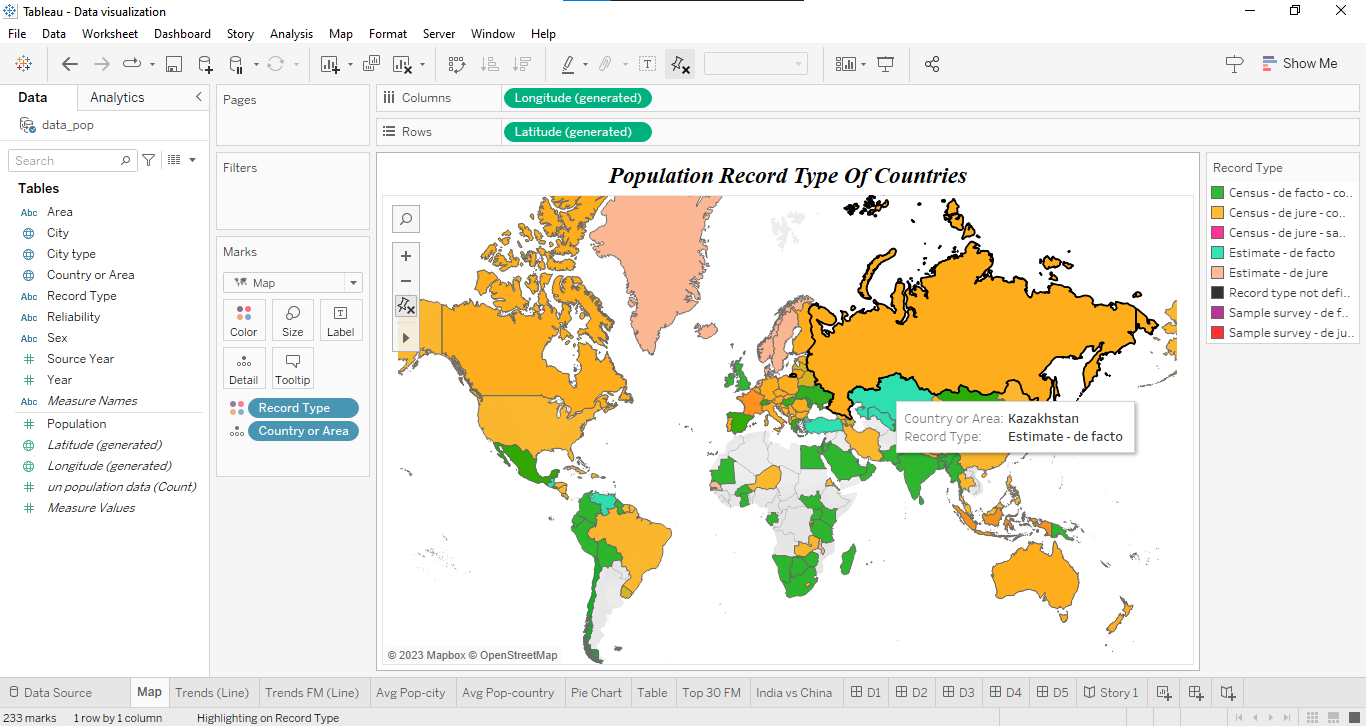 Tableau - Data visualization
File Data Worksheet Dashboard Story Analysis Map Format Server Window Help
Show Me
Data
Analytics
data_pop
Search
Tables
Abc Area
City
City type
Country or Area
Abc Record Type
Abc Reliability
Abc Sex
# Source Year
# Year
Abc Measure Names
# Population
Latitude (generated)
Longitude (generated)
# un population data (Count)
# Measure Values
Pages
Filters
Marks
Map
Color
Size
Label
Detail
Tooltip
Record Type
Country or Area
Columns
Longitude (generated)
Rows
Latitude (generated)
Population Record Type Of Countries
Country or Area: Kazakhstan
Record Type: Estimate - de facto
© 2023 Mapbox © OpenStreetMap
Record Type
Census - de facto - co..
Census - de jure - co...
Census - de jure - sa...
Estimate - de facto
Estimate - de jure
Record type not defi..
Sample survey - de f..
Sample survey - de ju..
Data Source
Map
Trends (Line)
Trends FM (Line)
Avg Pop-city
Avg Pop-country
Pie Chart
Table
Top 30 FM
India vs China
D1
D2
D3
D4
D5
Story 1
233 marks
1 row by 1 column
Highlighting on Record Type